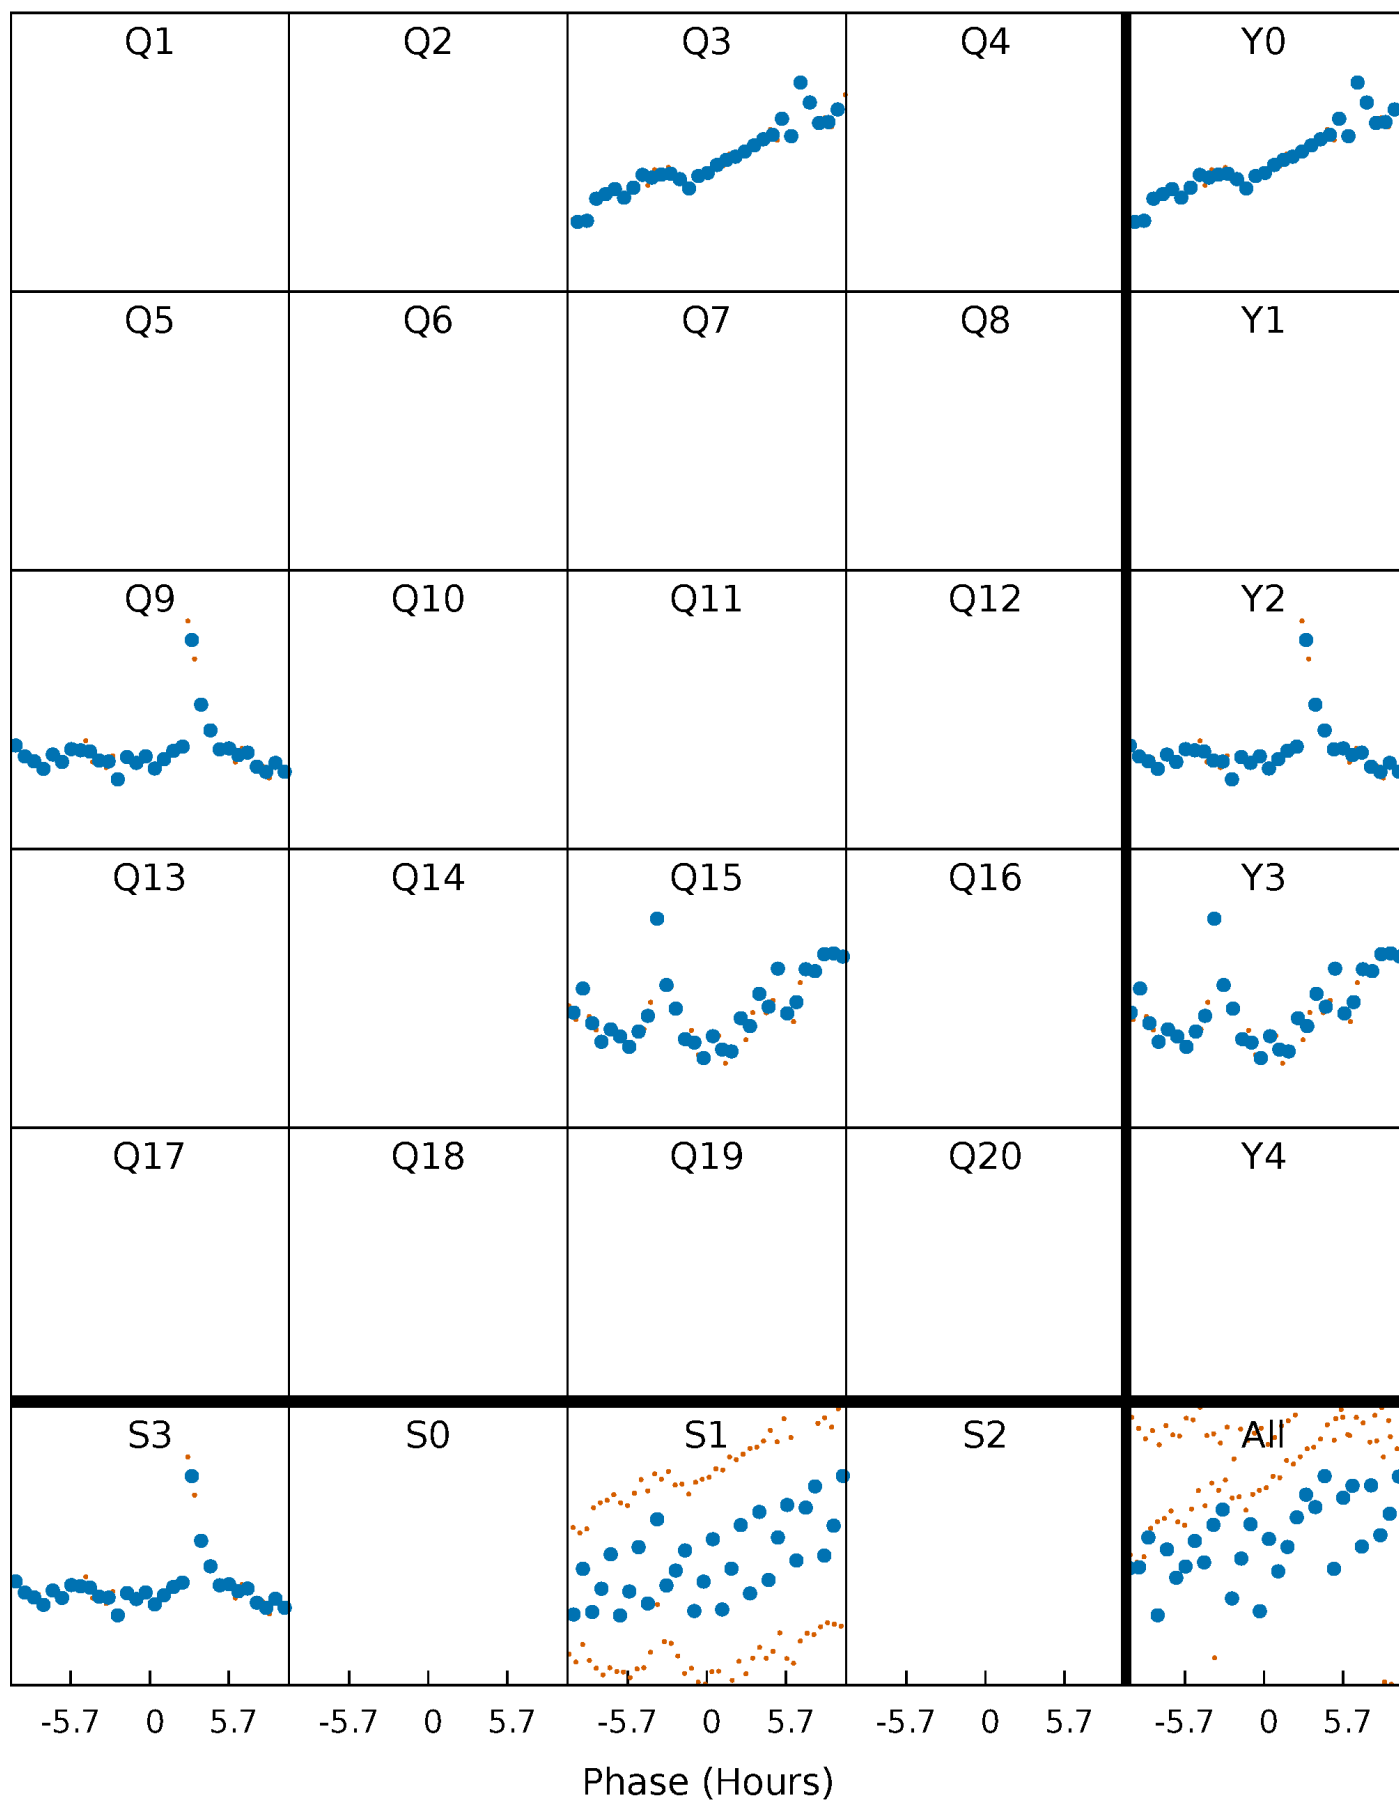 Q1 Q2 Q3 Q4 Y0
Q5 Q6 Q7 Q8 Y1
Q9 Q10 Q11 Q12 Y2
Q13 Q14 Q15 Q16 Y3
Q17 Q18 Q19 Q20 Y4
S3 S0 S1 S2 All
-5.7 0 5.7 -5.7 0 5.7 -5.7 0 5.7 -5.7 0 5.7 -5.7 0 5.7
Phase (Hours)